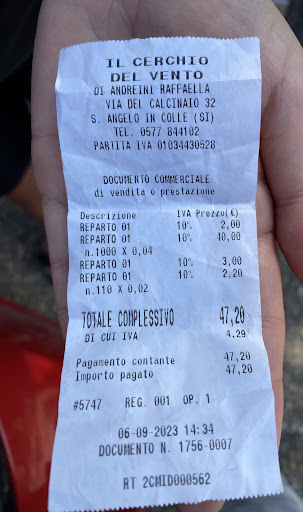 IL CERCHIO
DEL VENTO
DI ANDREINI RAFFAELLA
VIA DEL CALCINAIO 32
S. ANGELO IN COLLE (SI)
TEL. 0577 844102
PARTITA IVA 01034430528
DOCUMENTO COMMERCIALE
di vendita o prestazione
Descrizione IVA Prezzo(€)
REPARTO 01 10% 2,00
REPARTO 01 10% 40,00
n.1000 X 0,04
REPARTO 01 10% 3,00
REPARTO 01 10% 2,20
n.110 X 0,02
TOTALE COMPLESSIVO 47,20
DI CUI IVA 4,29
Pagamento contante 47,20
Importo pagato 47,20
#5747 REG. 001 OP. 1
06-09-2023 14:34
DOCUMENTO N. 1756-0007
RT 2CMID000562